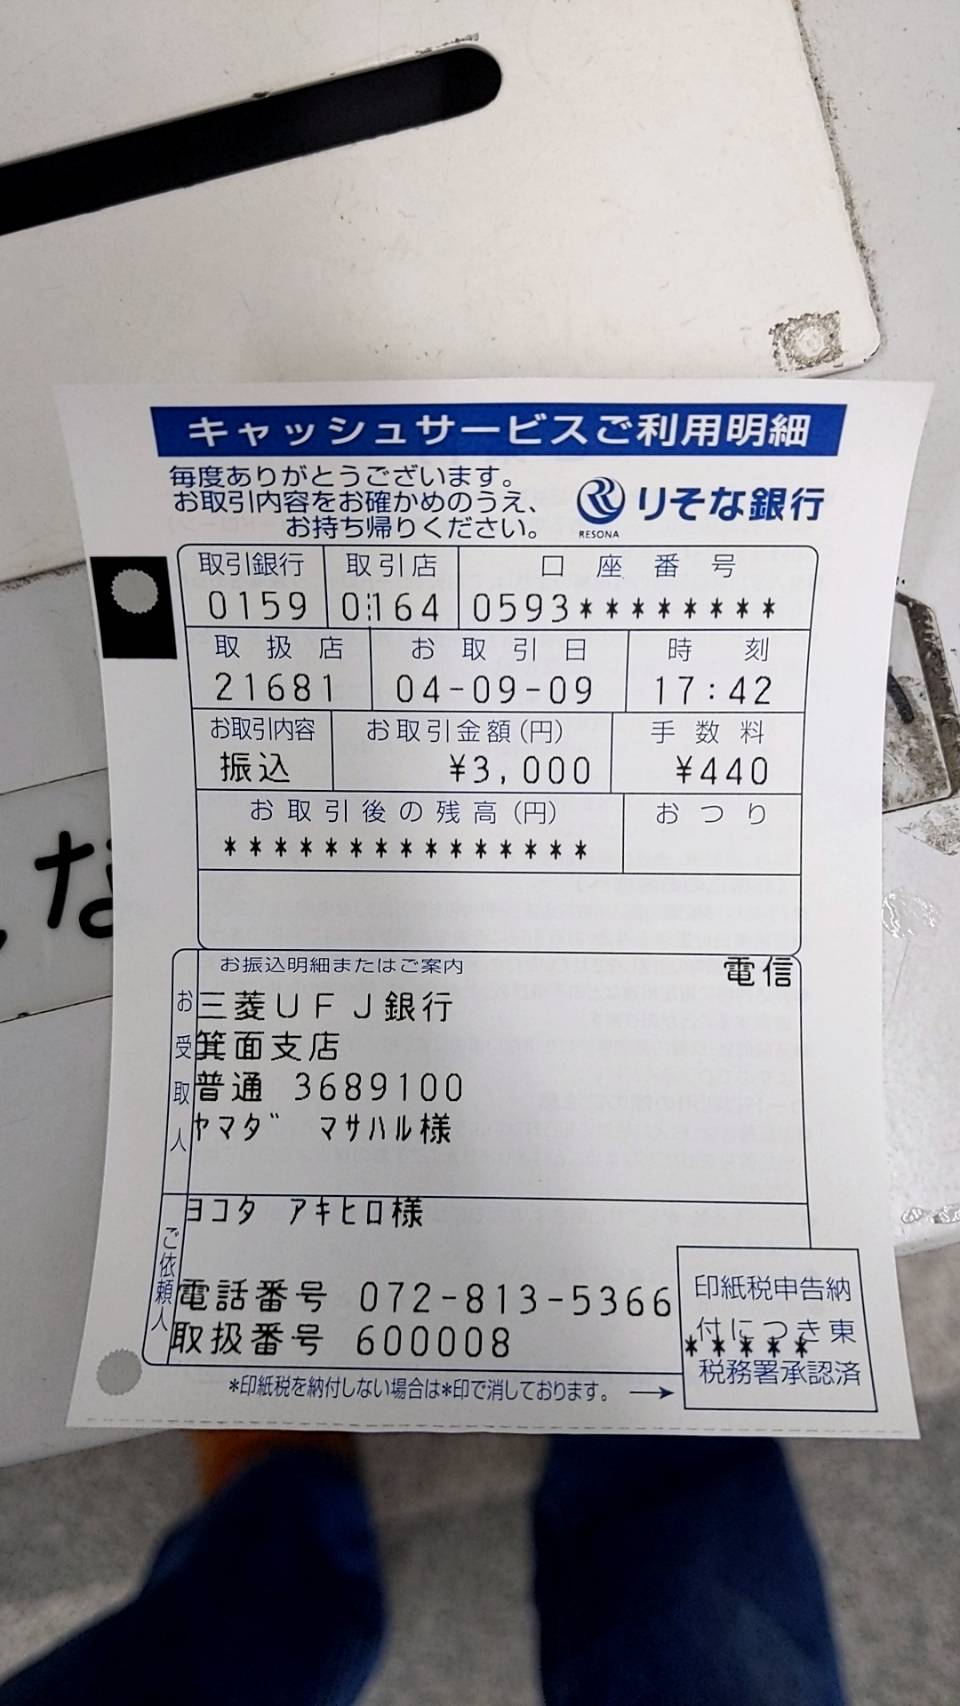 キャッシュサービスご利用明細
毎度ありがとうございます。
お取引内容をお確かめのうえ、
お持ち帰りください。
RESONA
りそな銀行
取引銀行 取引店 口座番号
0159 0164 0593********
取扱店 お取引日 時刻
21681 04-09-09 17:42
お取引内容 お取引金額(円) 手数料
振込 ¥3,000 ¥440
お取引後の残高(円) おつり
***************
お振込明細またはご案内 電信
お受取人
三菱UFJ銀行
箕面支店
普通 3689100
ヤマダ マサハル様
ご依頼人
ヨコタ アキヒロ様
電話番号 072-813-5366
取扱番号 600008
印紙税申告納
付につき東
*****
税務署承認済
*印紙税を納付しない場合は*印で消しております。 →
な